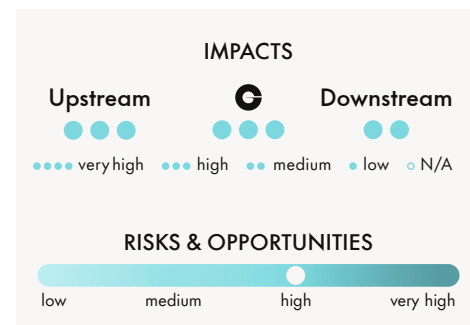 IMPACTS
Upstream Downstream
very high high medium low N/A
RISKS & OPPORTUNITIES
low medium high very high